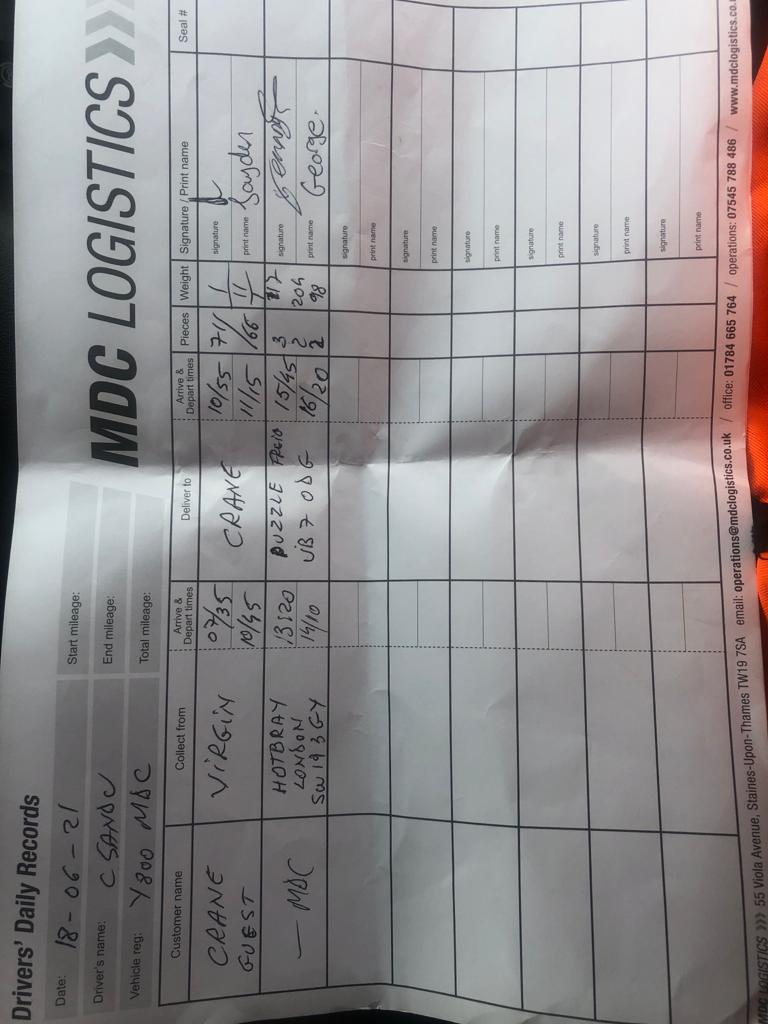 Drivers' Daily Records
MDC LOGISTICS
Date: 18-06-21
Start mileage:
Driver's name: C SANDU
End mileage:
Vehicle reg: Y800 MDC
Total mileage:
Customer name Collect from Arrive & Depart times Deliver to Arrive & Depart times Pieces Weight Signature / Print name Seal #
CRANE VIRGIN 07/35 CRANE 10/55 71/ 1 signature
GUEST 10/45 11/15 /66 11 print name Jayden
— MDC HOTBRAY 13:20 PUZZLE 15/45 3 117 signature
LONDON 14/10 UB7 0DG 16/20 2 204 print name George.
SW19 3GY 2 98
signature
print name
signature
print name
signature
print name
signature
print name
signature
print name
signature
print name
MDC LOGISTICS >>> 55 Viola Avenue, Staines-Upon-Thames TW19 7SA email: operations@mdclogistics.co.uk / office: 01784 665 764 / operations: 07545 788 486 / www.mdclogistics.co.u